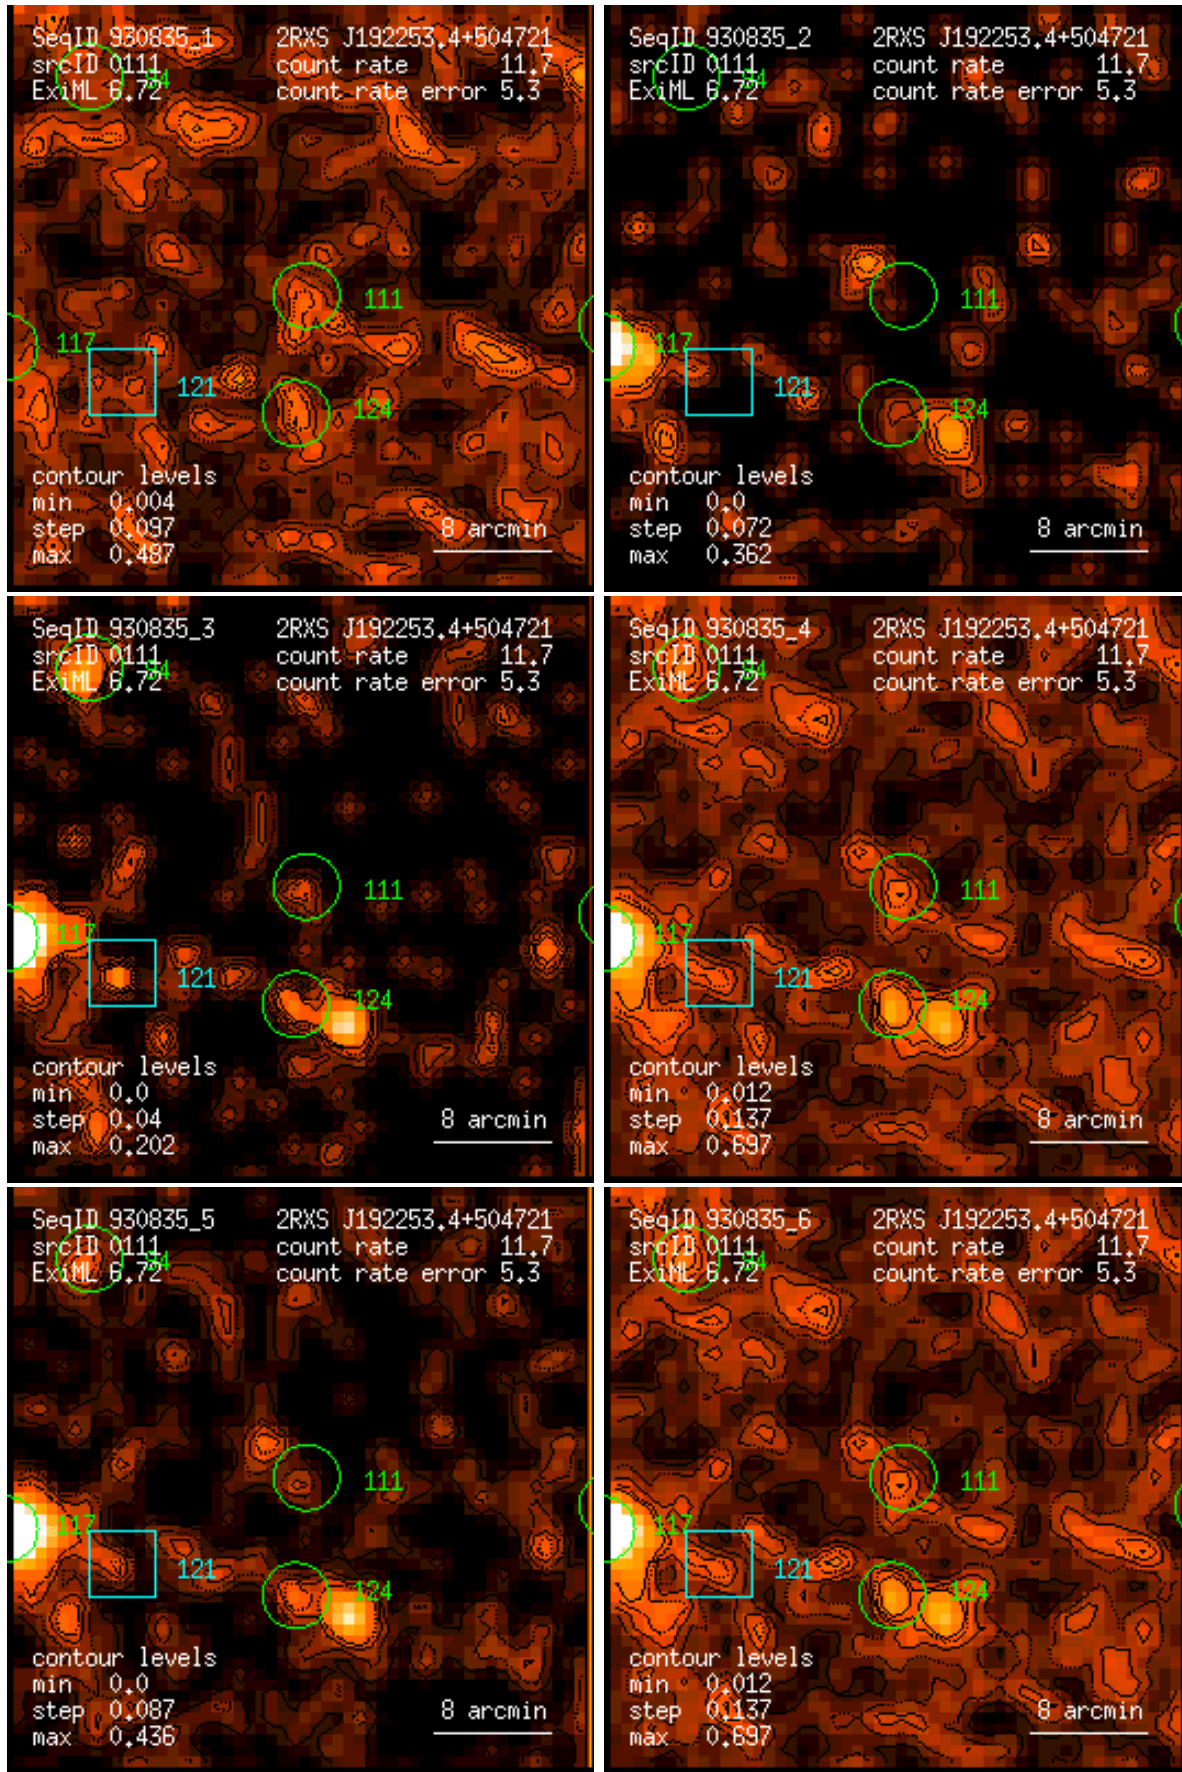 SeqID 930835_1 2RXS J192253.4+504721
srcID 0111 94 count rate 11.7
ExiML 6.72 count rate error 5.3
111
117
121
124
contour levels
min 0.004
step 0.097
max 0.487
8 arcmin
SeqID 930835_2 2RXS J192253.4+504721
srcID 0111 94 count rate 11.7
ExiML 6.72 count rate error 5.3
111
117
121
124
contour levels
min 0.0
step 0.072
max 0.362
8 arcmin
SeqID 930835_3 2RXS J192253.4+504721
srcID 0111 94 count rate 11.7
ExiML 6.72 count rate error 5.3
111
117
121
124
contour levels
min 0.0
step 0.04
max 0.202
8 arcmin
SeqID 930835_4 2RXS J192253.4+504721
srcID 0111 94 count rate 11.7
ExiML 6.72 count rate error 5.3
111
117
121
124
contour levels
min 0.012
step 0.137
max 0.697
8 arcmin
SeqID 930835_5 2RXS J192253.4+504721
srcID 0111 94 count rate 11.7
ExiML 6.72 count rate error 5.3
111
117
121
124
contour levels
min 0.0
step 0.087
max 0.436
8 arcmin
SeqID 930835_6 2RXS J192253.4+504721
srcID 0111 94 count rate 11.7
ExiML 6.72 count rate error 5.3
111
117
121
124
contour levels
min 0.012
step 0.137
max 0.697
8 arcmin